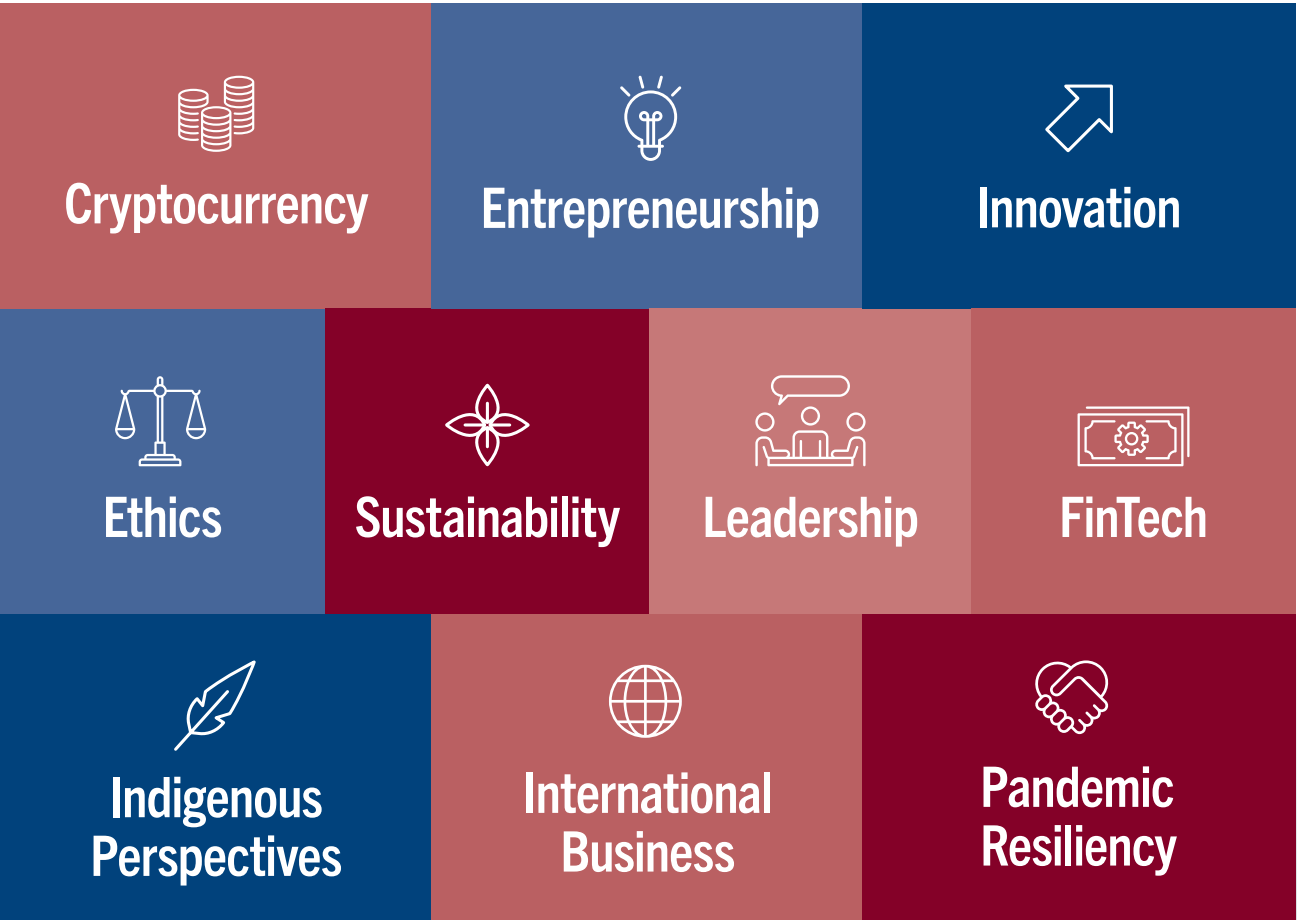 Cryptocurrency
Entrepreneurship
Innovation
Ethics
Sustainability
Leadership
FinTech
Indigenous
Perspectives
International
Business
Pandemic
Resiliency